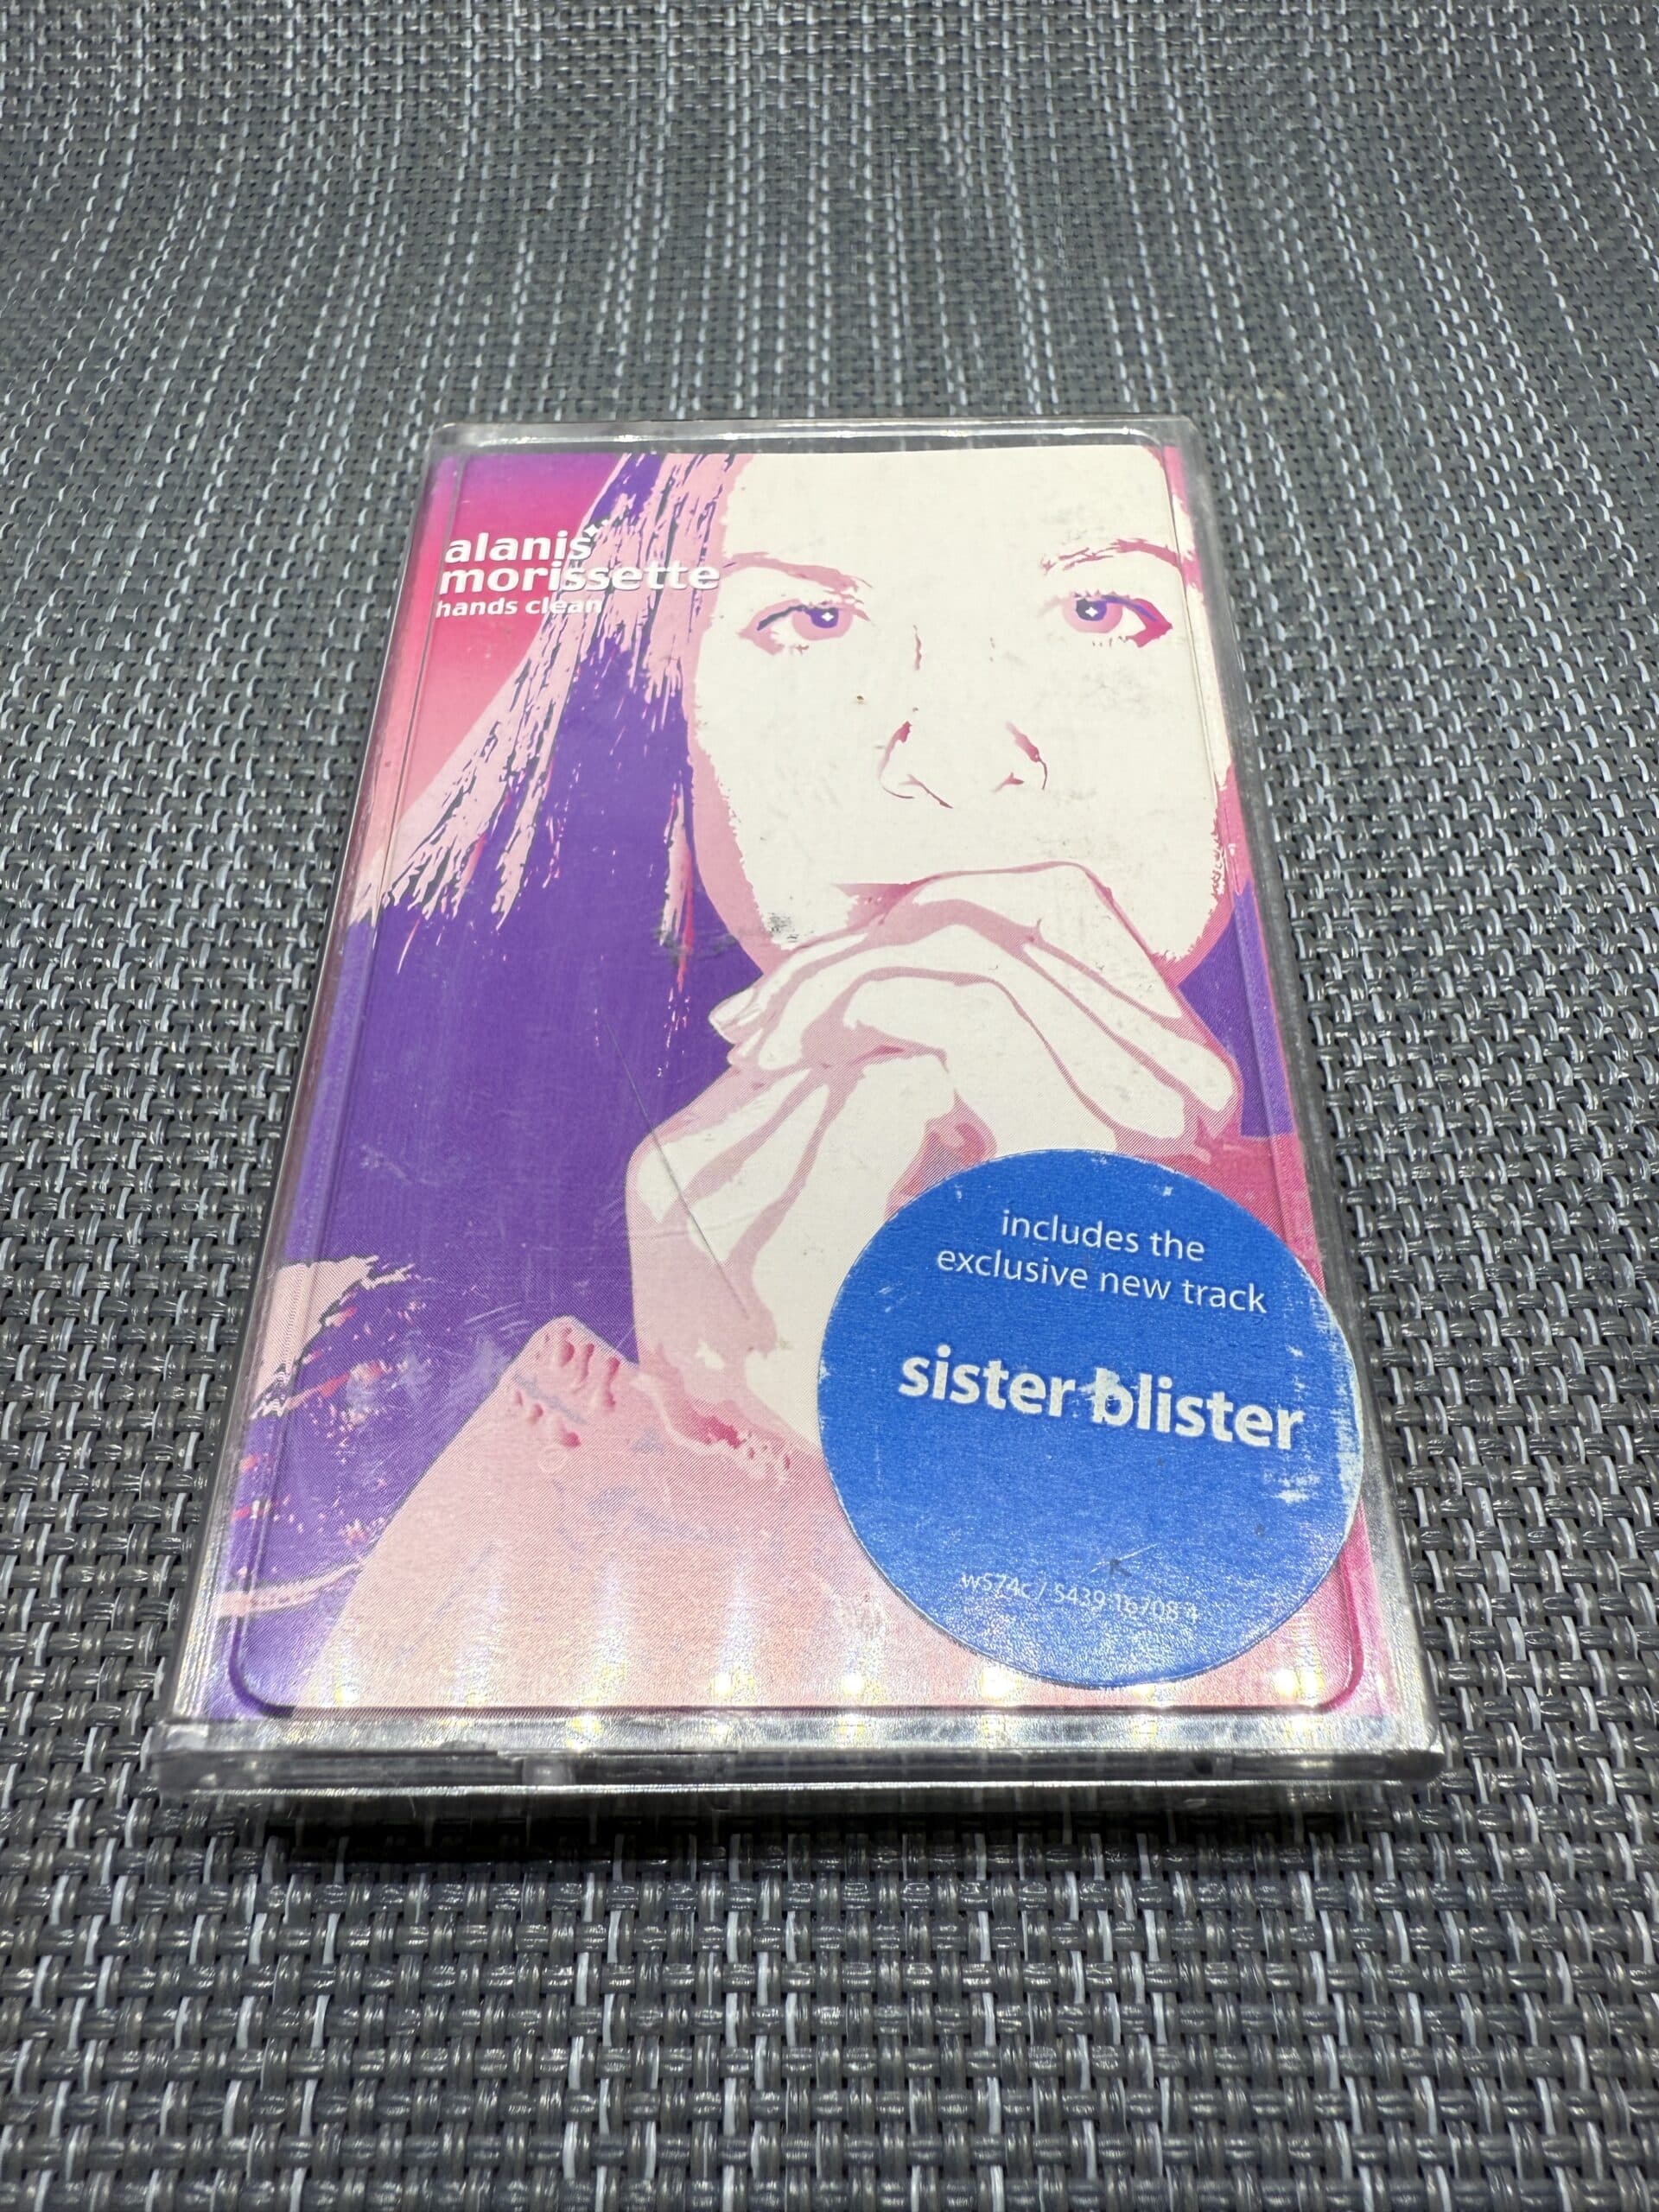 alanis
morissette
hands clean
includes the
exclusive new track
sister blister
w574c / 5439 16708 4